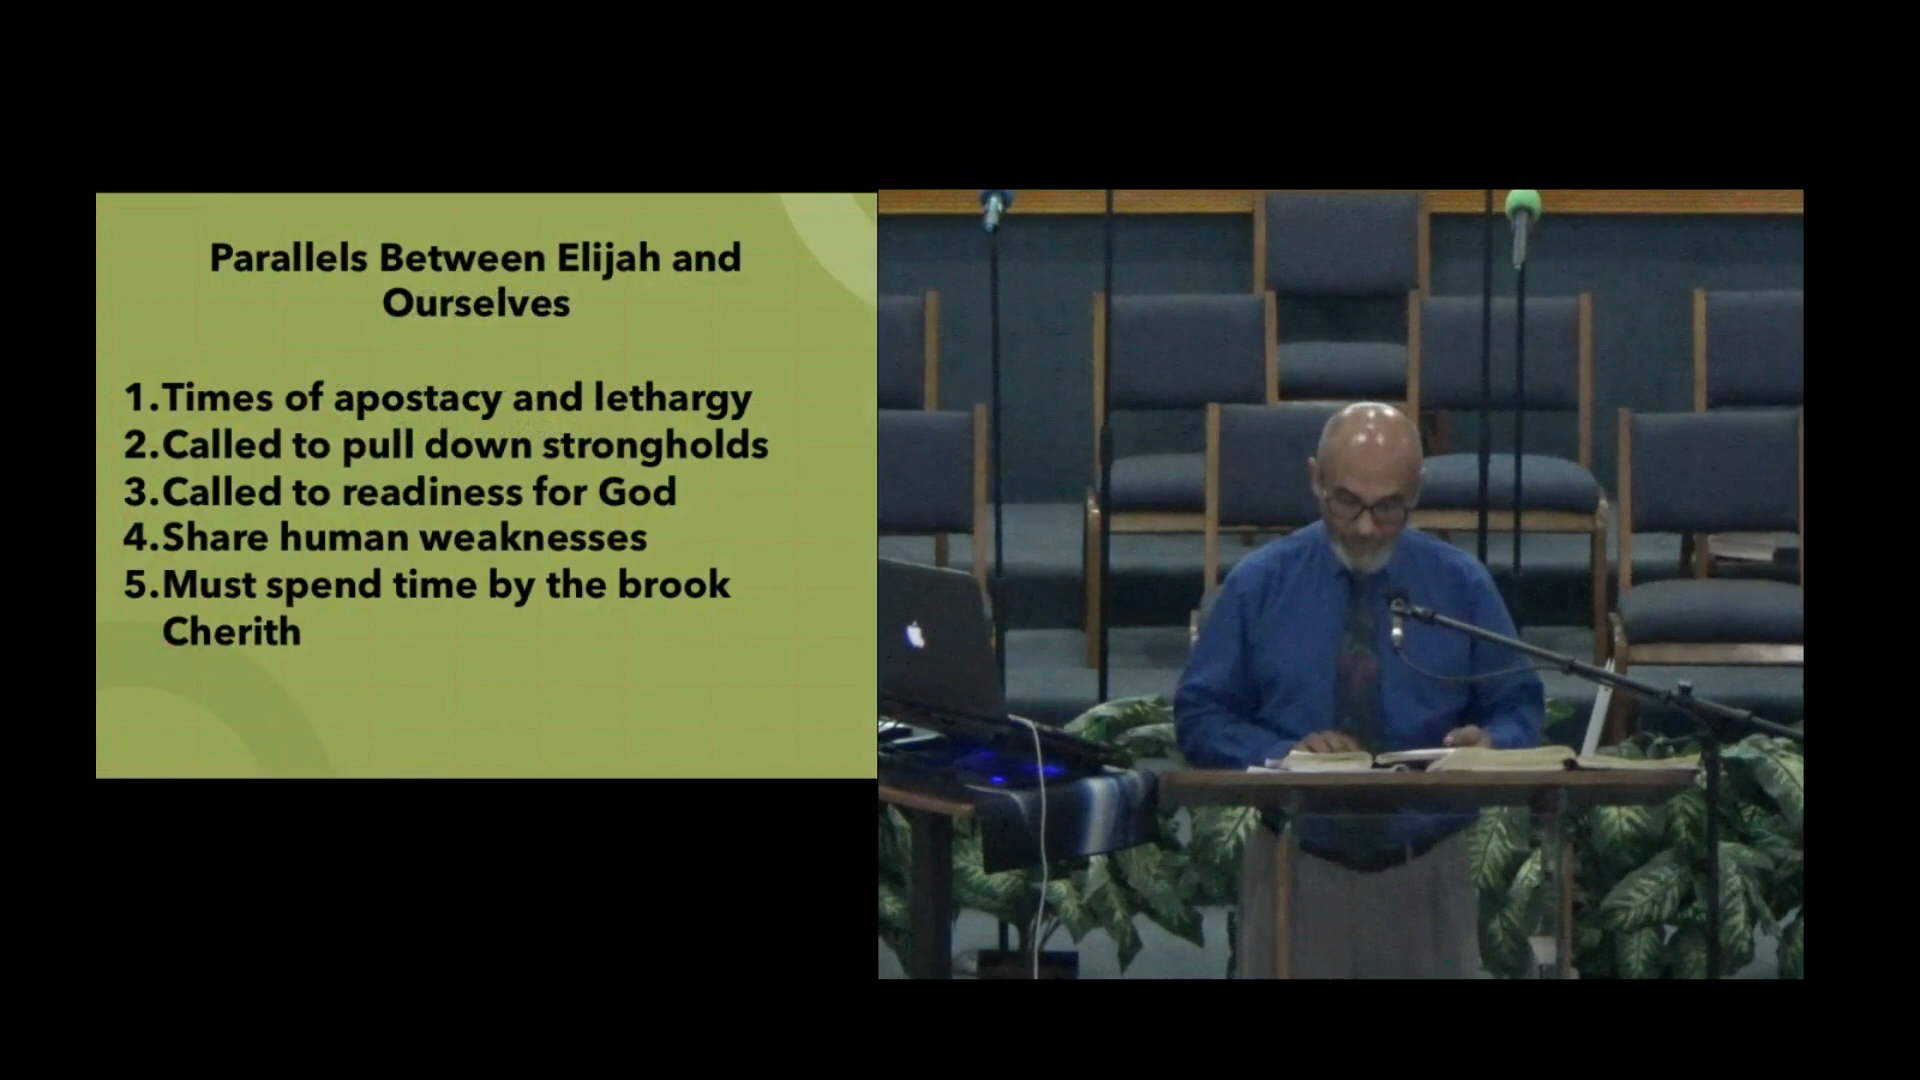 Parallels Between Elijah and
Ourselves
1.Times of apostacy and lethargy
2.Called to pull down strongholds
3.Called to readiness for God
4.Share human weaknesses
5.Must spend time by the brook
Cherith